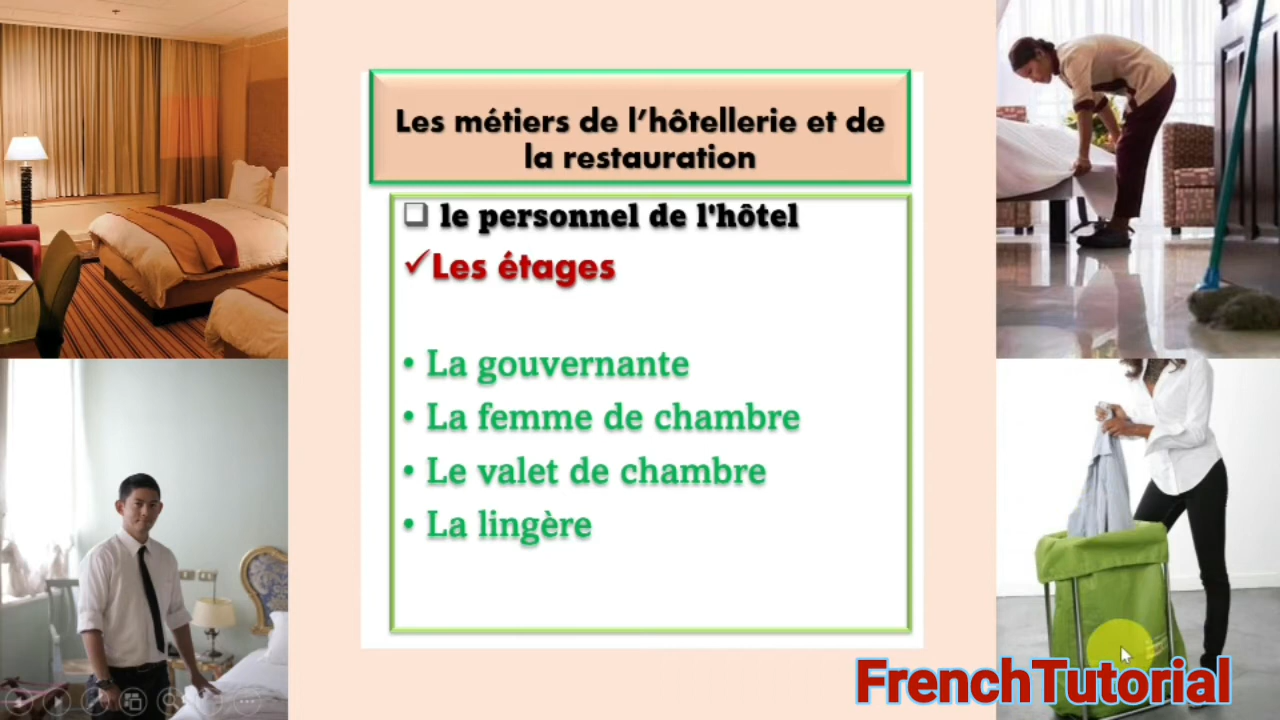 Les métiers de l’hôtellerie et de
la restauration
❑ le personnel de l'hôtel
✓Les étages
• La gouvernante
• La femme de chambre
• Le valet de chambre
• La lingère
FrenchTutorial